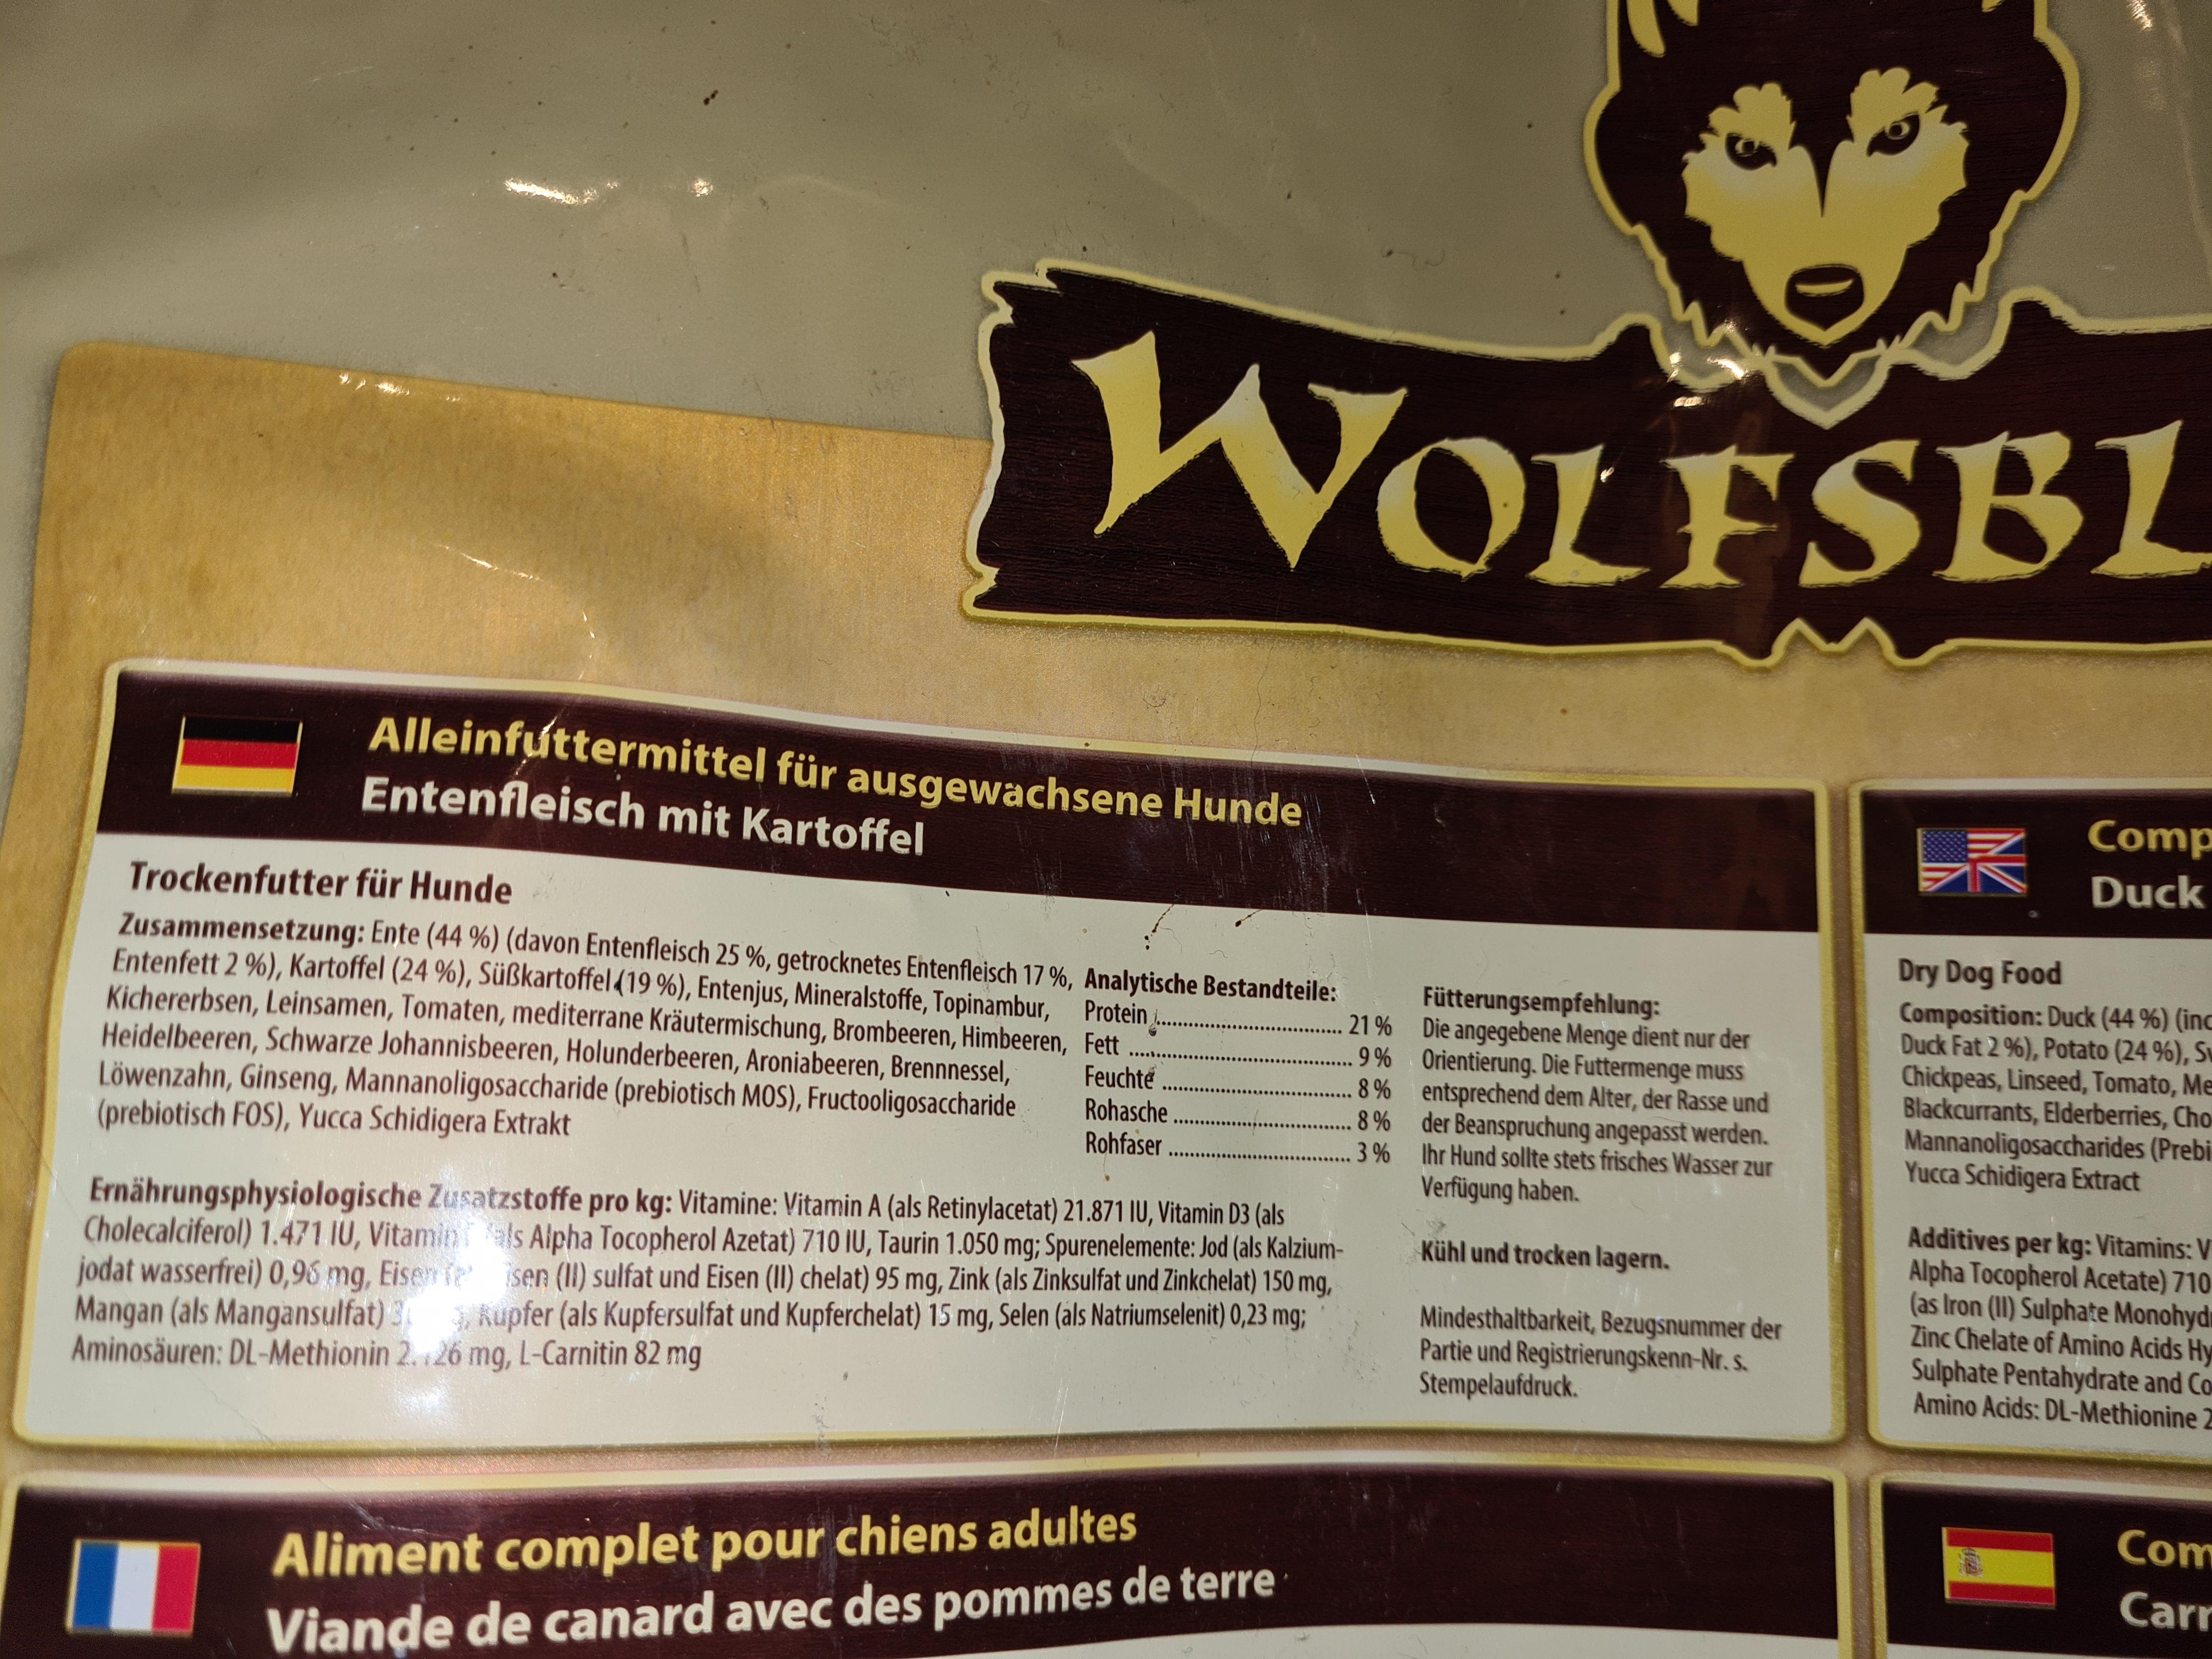 WOLFSBL
Alleinfuttermittel für ausgewachsene Hunde
Entenfleisch mit Kartoffel
Trockenfutter für Hunde
Zusammensetzung: Ente (44 %) (davon Entenfleisch 25 %, getrocknetes Entenfleisch 17 %,
Entenfett 2 %), Kartoffel (24 %), Süßkartoffel (19 %), Entenjus, Mineralstoffe, Topinambur,
Kichererbsen, Leinsamen, Tomaten, mediterrane Kräutermischung, Brombeeren, Himbeeren,
Heidelbeeren, Schwarze Johannisbeeren, Holunderbeeren, Aroniabeeren, Brennnessel,
Löwenzahn, Ginseng, Mannanoligosaccharide (prebiotisch MOS), Fructooligosaccharide
(prebiotisch FOS), Yucca Schidigera Extrakt
Analytische Bestandteile:
Protein ........ 21 %
Fett ........ 9 %
Feuchte ........ 8 %
Rohasche ........ 8 %
Rohfaser ........ 3 %
Ernährungsphysiologische Zusatzstoffe pro kg: Vitamine: Vitamin A (als Retinylacetat) 21.871 IU, Vitamin D3 (als
Cholecalciferol) 1.471 IU, Vitamin als Alpha Tocopherol Azetat) 710 IU, Taurin 1.050 mg; Spurenelemente: Jod (als Kalzium-
jodat wasserfrei) 0,96 mg, Eisen (II) sulfat und Eisen (II) chelat) 95 mg, Zink (als Zinksulfat und Zinkchelat) 150 mg,
Mangan (als Mangansulfat) Kupfer (als Kupfersulfat und Kupferchelat) 15 mg, Selen (als Natriumselenit) 0,23 mg;
Aminosäuren: DL-Methionin mg, L-Carnitin 82 mg
Fütterungsempfehlung:
Die angegebene Menge dient nur der
Orientierung. Die Futtermenge muss
entsprechend dem Alter, der Rasse und
der Beanspruchung angepasst werden.
Ihr Hund sollte stets frisches Wasser zur
Verfügung haben.
Kühl und trocken lagern.
Mindesthaltbarkeit, Bezugsnummer der
Partie und Registrierungskenn-Nr. s.
Stempelaufdruck.
Comp
Duck
Dry Dog Food
Composition: Duck (44 %) (inc
Duck Fat 2 %), Potato (24 %), Sw
Chickpeas, Linseed, Tomato, Me
Blackcurrants, Elderberries, Cho
Mannanoligosaccharides (Prebi
Yucca Schidigera Extract
Additives per kg: Vitamins: V
Alpha Tocopherol Acetate) 710
(as Iron (II) Sulphate Monohyd
Zinc Chelate of Amino Acids Hy
Sulphate Pentahydrate and Co
Amino Acids: DL-Methionine 2
Aliment complet pour chiens adultes
Viande de canard avec des pommes de terre
Com
Carn